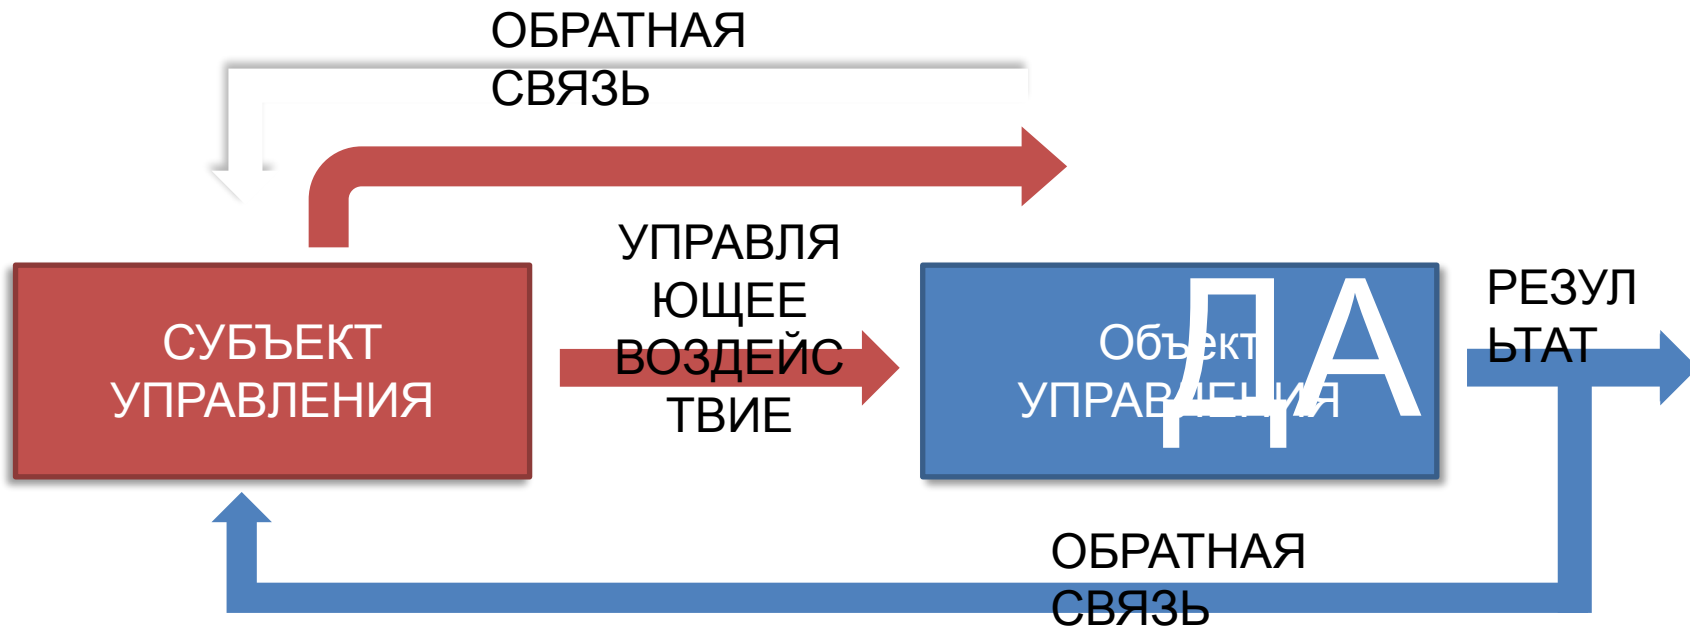 ОБРАТНАЯ
СВЯЗЬ
УПРАВЛЯ
ЮЩЕЕ
ВОЗДЕЙС
ТВИЕ
СУБЪЕКТ
УПРАВЛЕНИЯ
Объект
УПРАВЛЕНИЯ
ДА
РЕЗУЛ
ЬТАТ
ОБРАТНАЯ
СВЯЗЬ